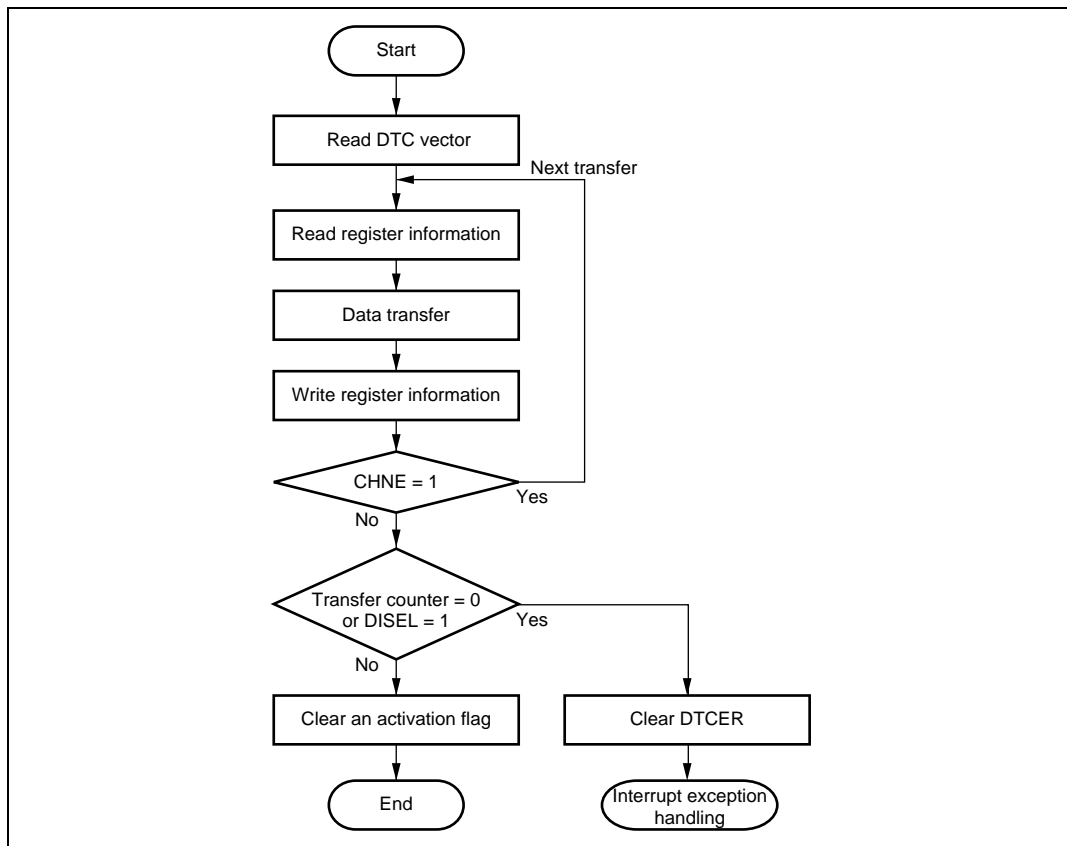 Start
Read DTC vector
Next transfer
Read register information
Data transfer
Write register information
CHNE = 1
Yes
No
Transfer counter = 0
or DISEL = 1
Yes
No
Clear an activation flag
Clear DTCER
End
Interrupt exception
handling